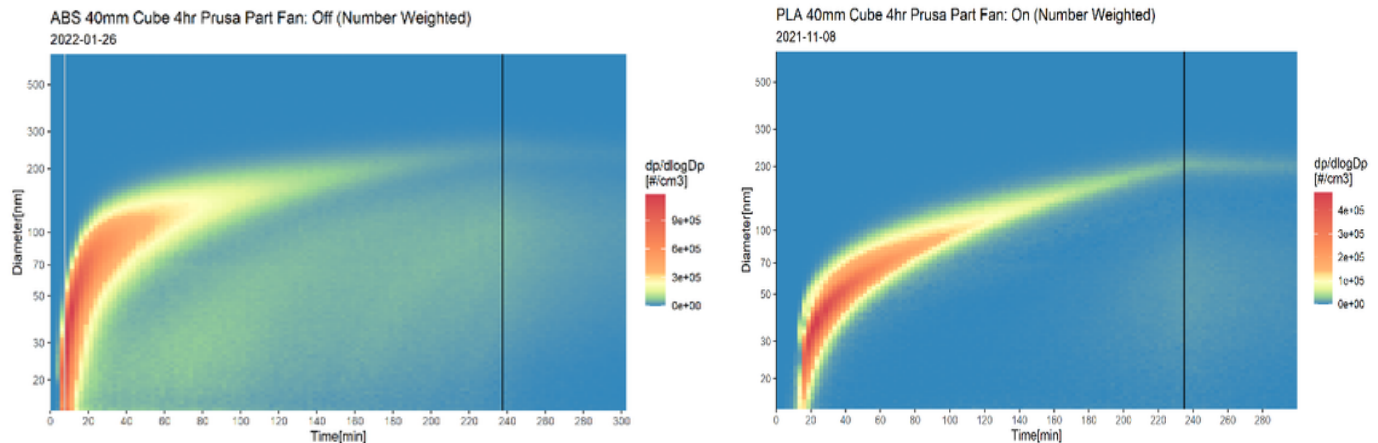 ABS 40mm Cube 4hr Prusa Part Fan: Off (Number Weighted)
2022-01-26
500
300
200
100
70
50
30
20
Diameter[nm]
0 20 40 60 80 100 120 140 160 180 200 220 240 260 280 300
Time[min]
dp/dlogDp
[#/cm3]
9e+05
6e+05
3e+05
0e+00
PLA 40mm Cube 4hr Prusa Part Fan: On (Number Weighted)
2021-11-08
500
300
200
100
70
50
30
20
Diameter[nm]
0 20 40 60 80 100 120 140 160 180 200 220 240 260 280
Time[min]
dp/dlogDp
[#/cm3]
4e+05
3e+05
2e+05
1e+05
0e+00